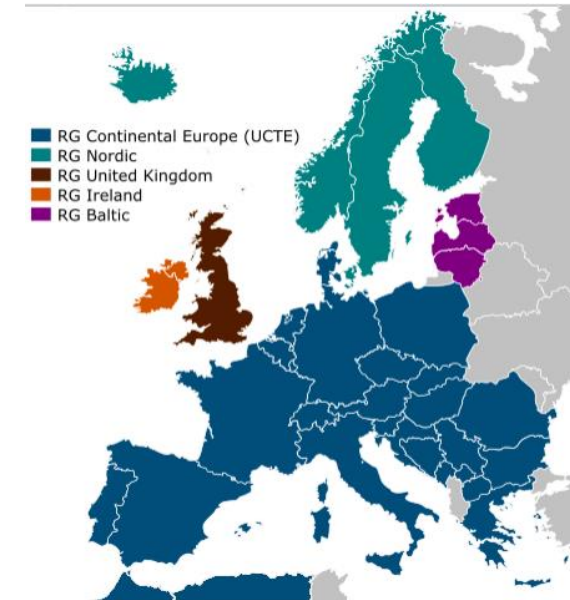 RG Continental Europe (UCTE)
RG Nordic
RG United Kingdom
RG Ireland
RG Baltic